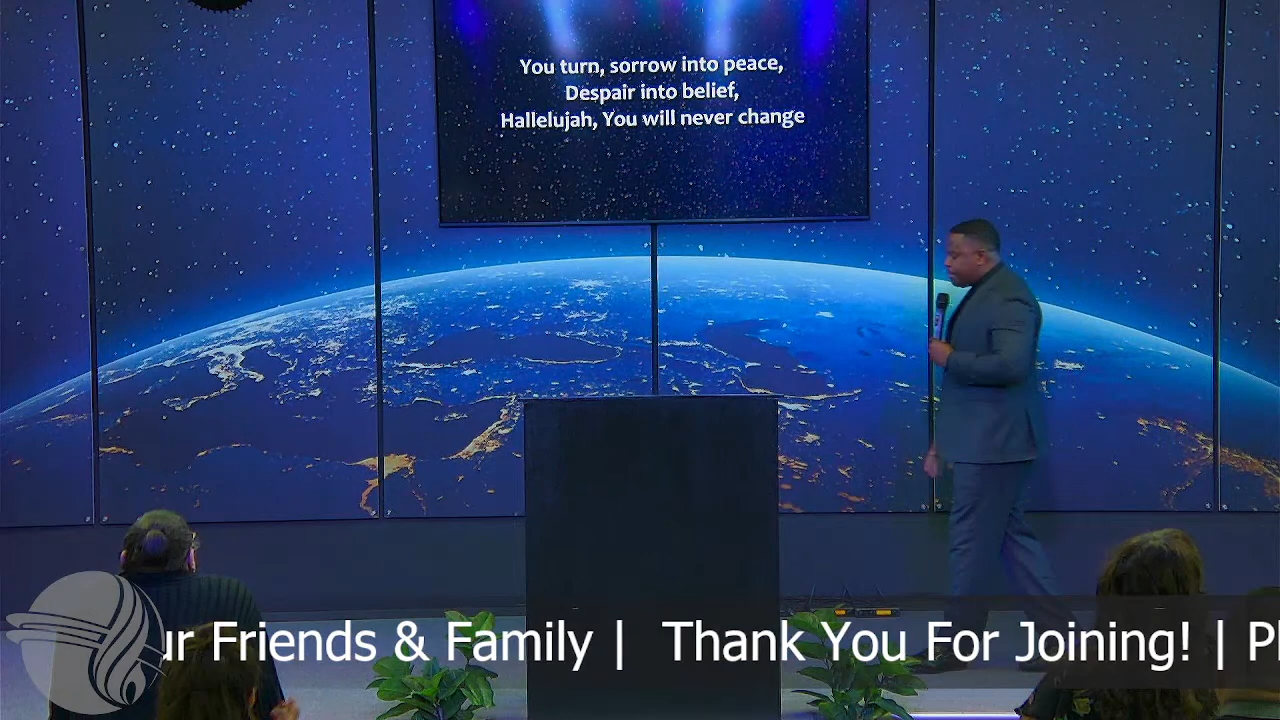 You turn, sorrow into peace,
Despair into belief,
Hallelujah, You will never change
Friends & Family | Thank You For Joining! |